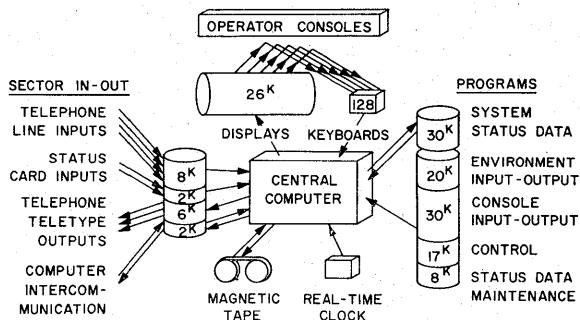 OPERATOR CONSOLES
26K
128
DISPLAYS
KEYBOARDS
SECTOR IN-OUT
TELEPHONE
LINE INPUTS
STATUS
CARD INPUTS
TELEPHONE
TELETYPE
OUTPUTS
COMPUTER
INTERCOM-
MUNICATION
8K
2K
6K
2K
CENTRAL
COMPUTER
MAGNETIC
TAPE
REAL-TIME
CLOCK
PROGRAMS
30K
SYSTEM
STATUS DATA
20K
ENVIRONMENT
INPUT-OUTPUT
30K
CONSOLE
INPUT-OUTPUT
17K
CONTROL
8K
STATUS DATA
MAINTENANCE